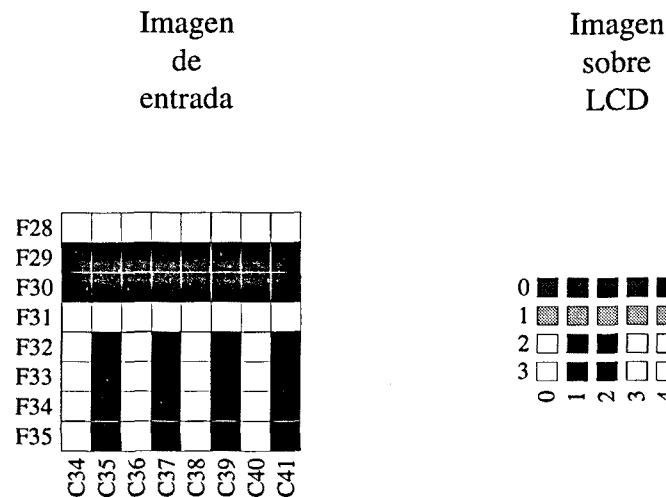 Imagen
de
entrada
Imagen
sobre
LCD
F28
F29
F30
F31
F32
F33
F34
F35
C34 C35 C36 C37 C38 C39 C40 C41
0
1
2
3
0 1 2 3 4